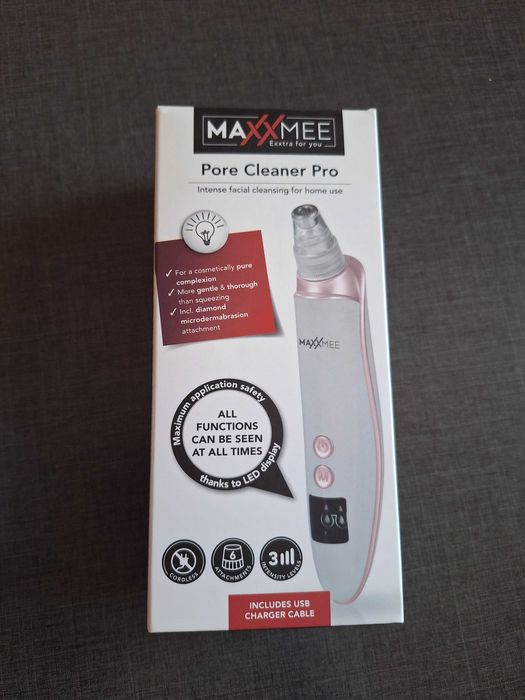 MAXXMEE
Exxtra for you
Pore Cleaner Pro
Intense facial cleansing for home use
✓ For a cosmetically pure
complexion
✓ More gentle & thorough
than squeezing
✓ Incl. diamond
microdermabrasion
attachment
MAXXMEE
Maximum application safety
ALL
FUNCTIONS
CAN BE SEEN
AT ALL TIMES
thanks to LED display
M
CORDLESS
6
ATTACHMENTS
3
INTENSITY LEVELS
INCLUDES USB
CHARGER CABLE